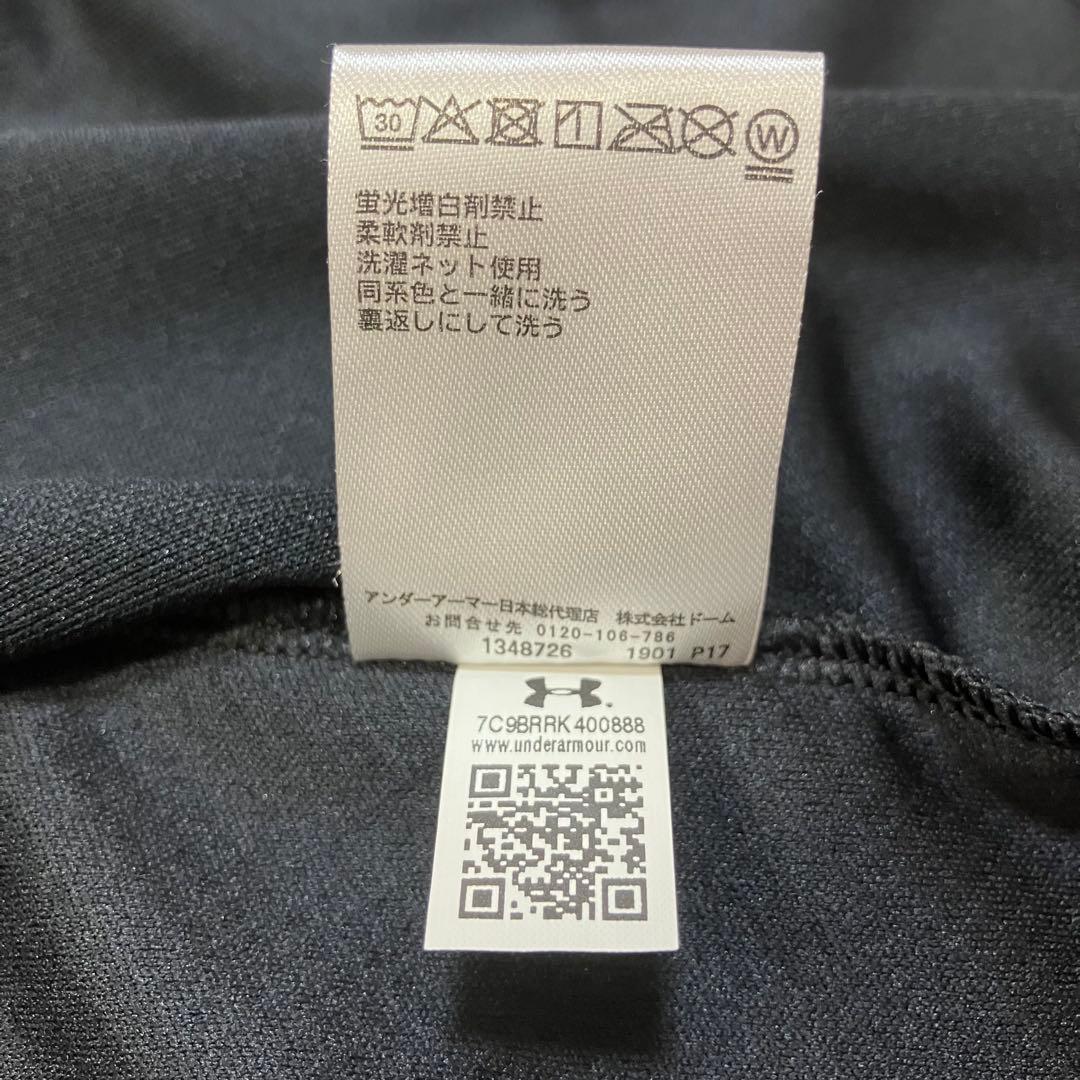 30
W
蛍光増白剤禁止
柔軟剤禁止
洗濯ネット使用
同系色と一緒に洗う
裏返しにして洗う
アンダーアーマー日本総代理店 株式会社ドーム
お問合せ先 0120-106-786
1348726 1901 P17
7C9BRRK400888
www.underarmour.com